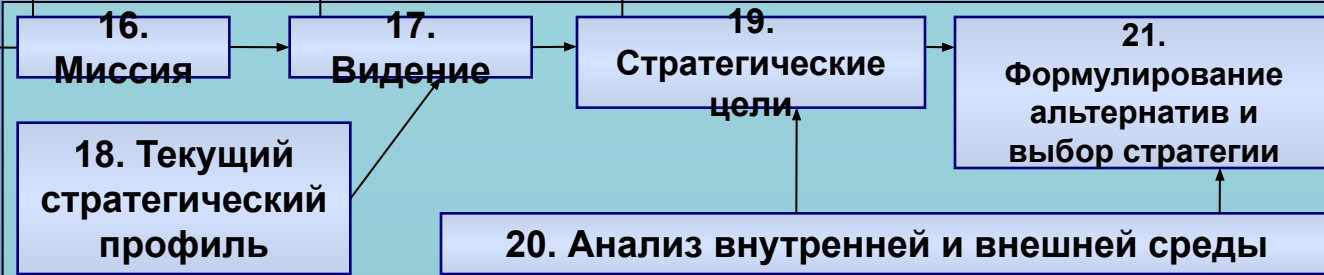 16.
Миссия
17.
Видение
19.
Стратегические
цели
21.
Формулирование
альтернатив и
выбор стратегии
18. Текущий
стратегический
профиль
20. Анализ внутренней и внешней среды